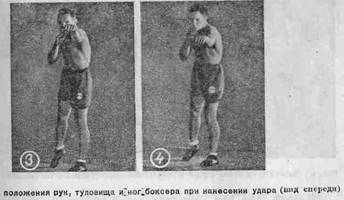 3 4
положения рук, туловища и ног боксера при нанесении удара (вид спереди)